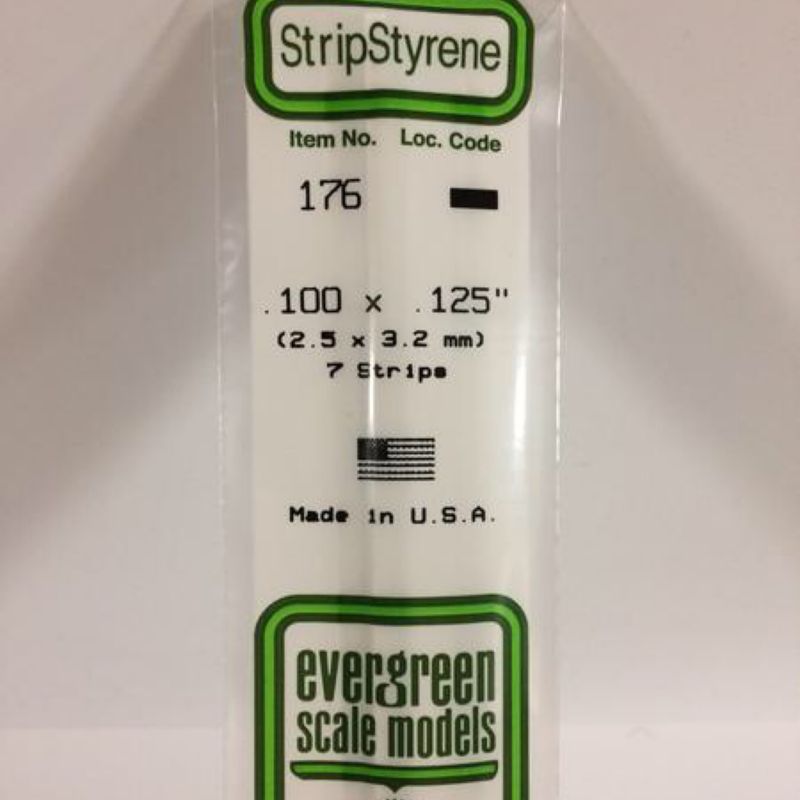 StripStyrene
Item No. Loc. Code
176
.100 x .125"
(2.5 x 3.2 mm)
7 Strips
Made in U.S.A.
evergreen
scale models